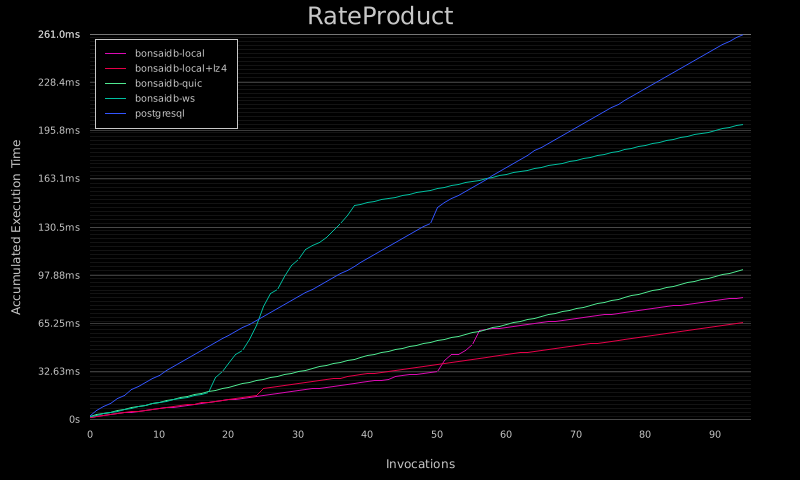 RateProduct
261.0ms
228.4ms
195.8ms
163.1ms
130.5ms
97.88ms
65.25ms
32.63ms
0s
Accumulated Execution Time
bonsaidb-local
bonsaidb-local+lz4
bonsaidb-quic
bonsaidb-ws
postgresql
0 10 20 30 40 50 60 70 80 90
Invocations